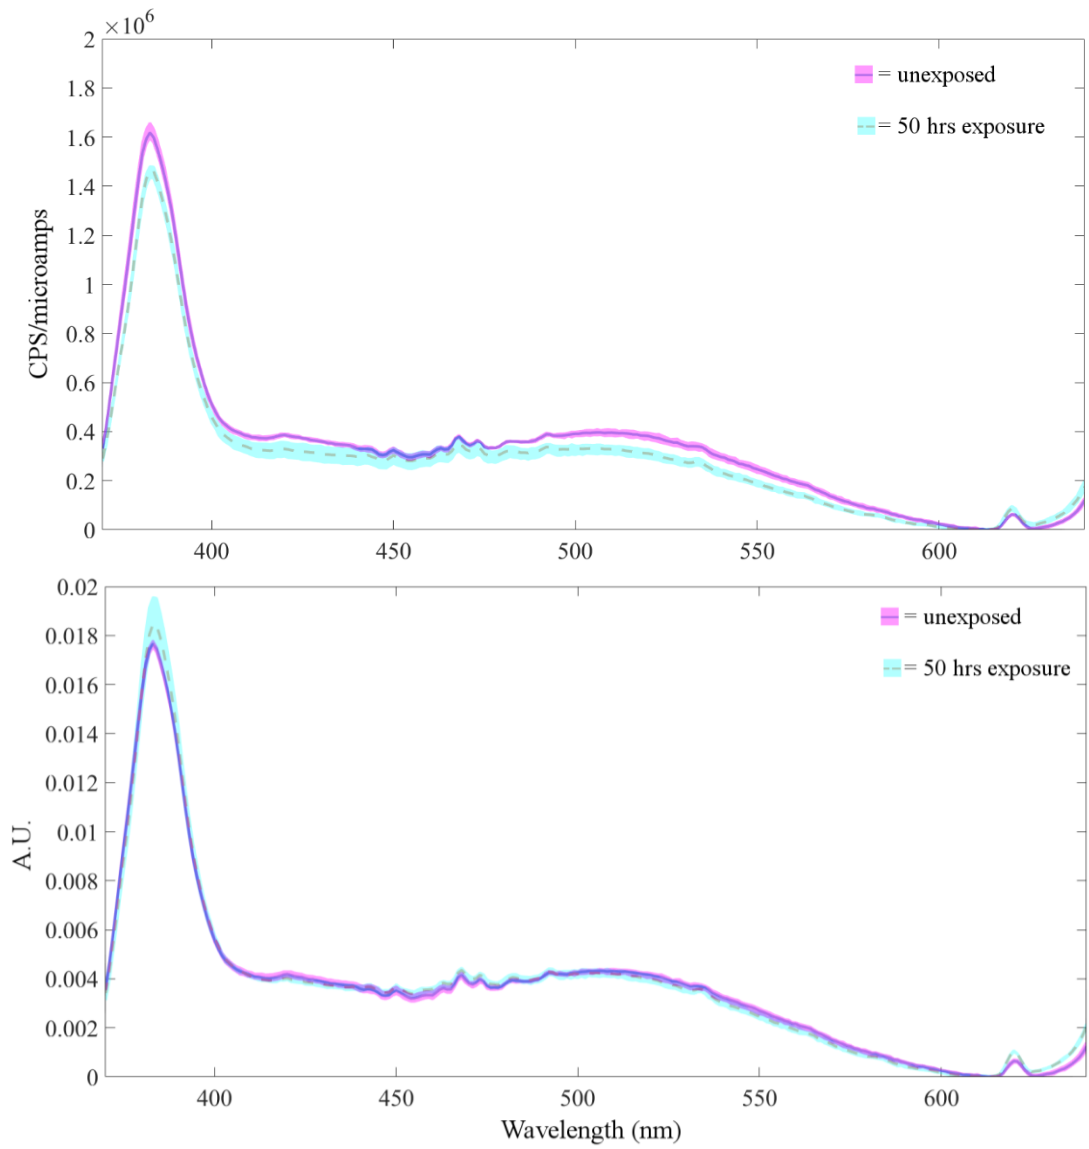 ×10⁶
2
1.8
1.6
1.4
1.2
1
0.8
0.6
0.4
0.2
0
CPS/microamps
= unexposed
= 50 hrs exposure
400 450 500 550 600
0.02
0.018
0.016
0.014
0.012
0.01
0.008
0.006
0.004
0.002
0
A.U.
= unexposed
= 50 hrs exposure
400 450 500 550 600
Wavelength (nm)